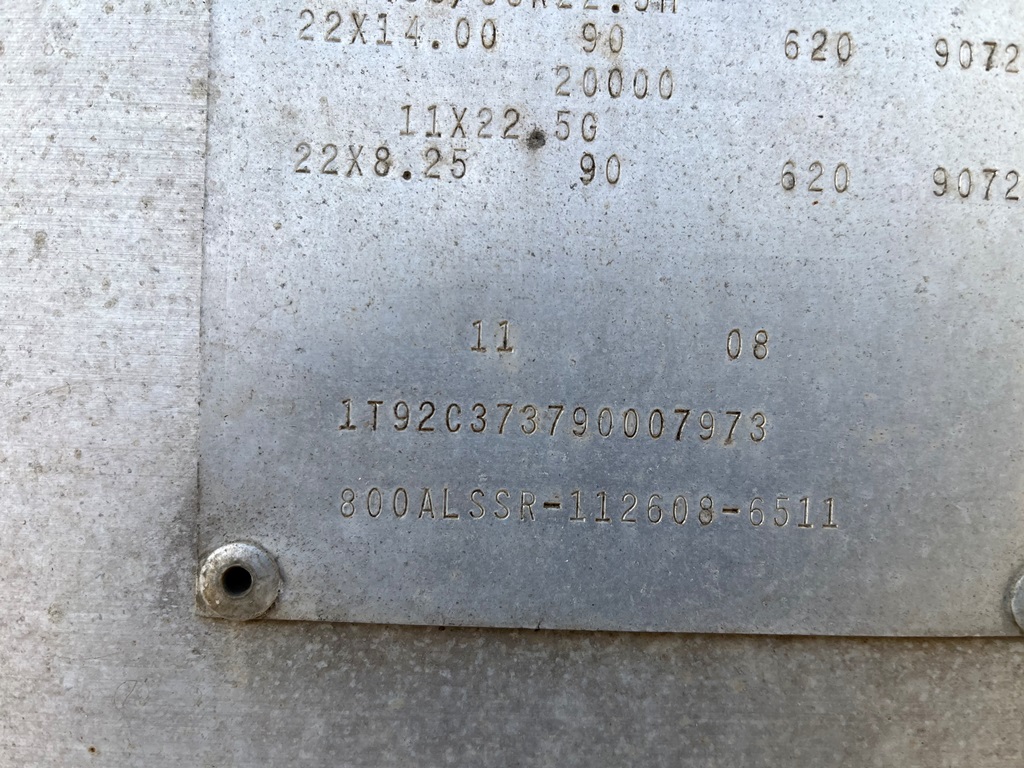 22X14.00 90 620 9072
20000
11X22.5G
22X8.25 90 620 9072
11 08
1T92C373790007973
800ALSSR-112608-6511